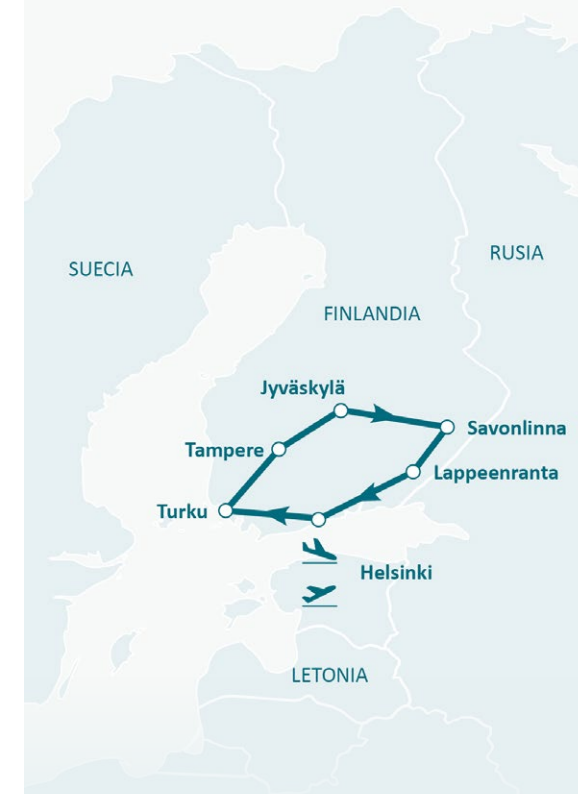 RUSIA
SUECIA
FINLANDIA
Jyväskylä
Savonlinna
Tampere
Lappeenranta
Turku
Helsinki
LETONIA